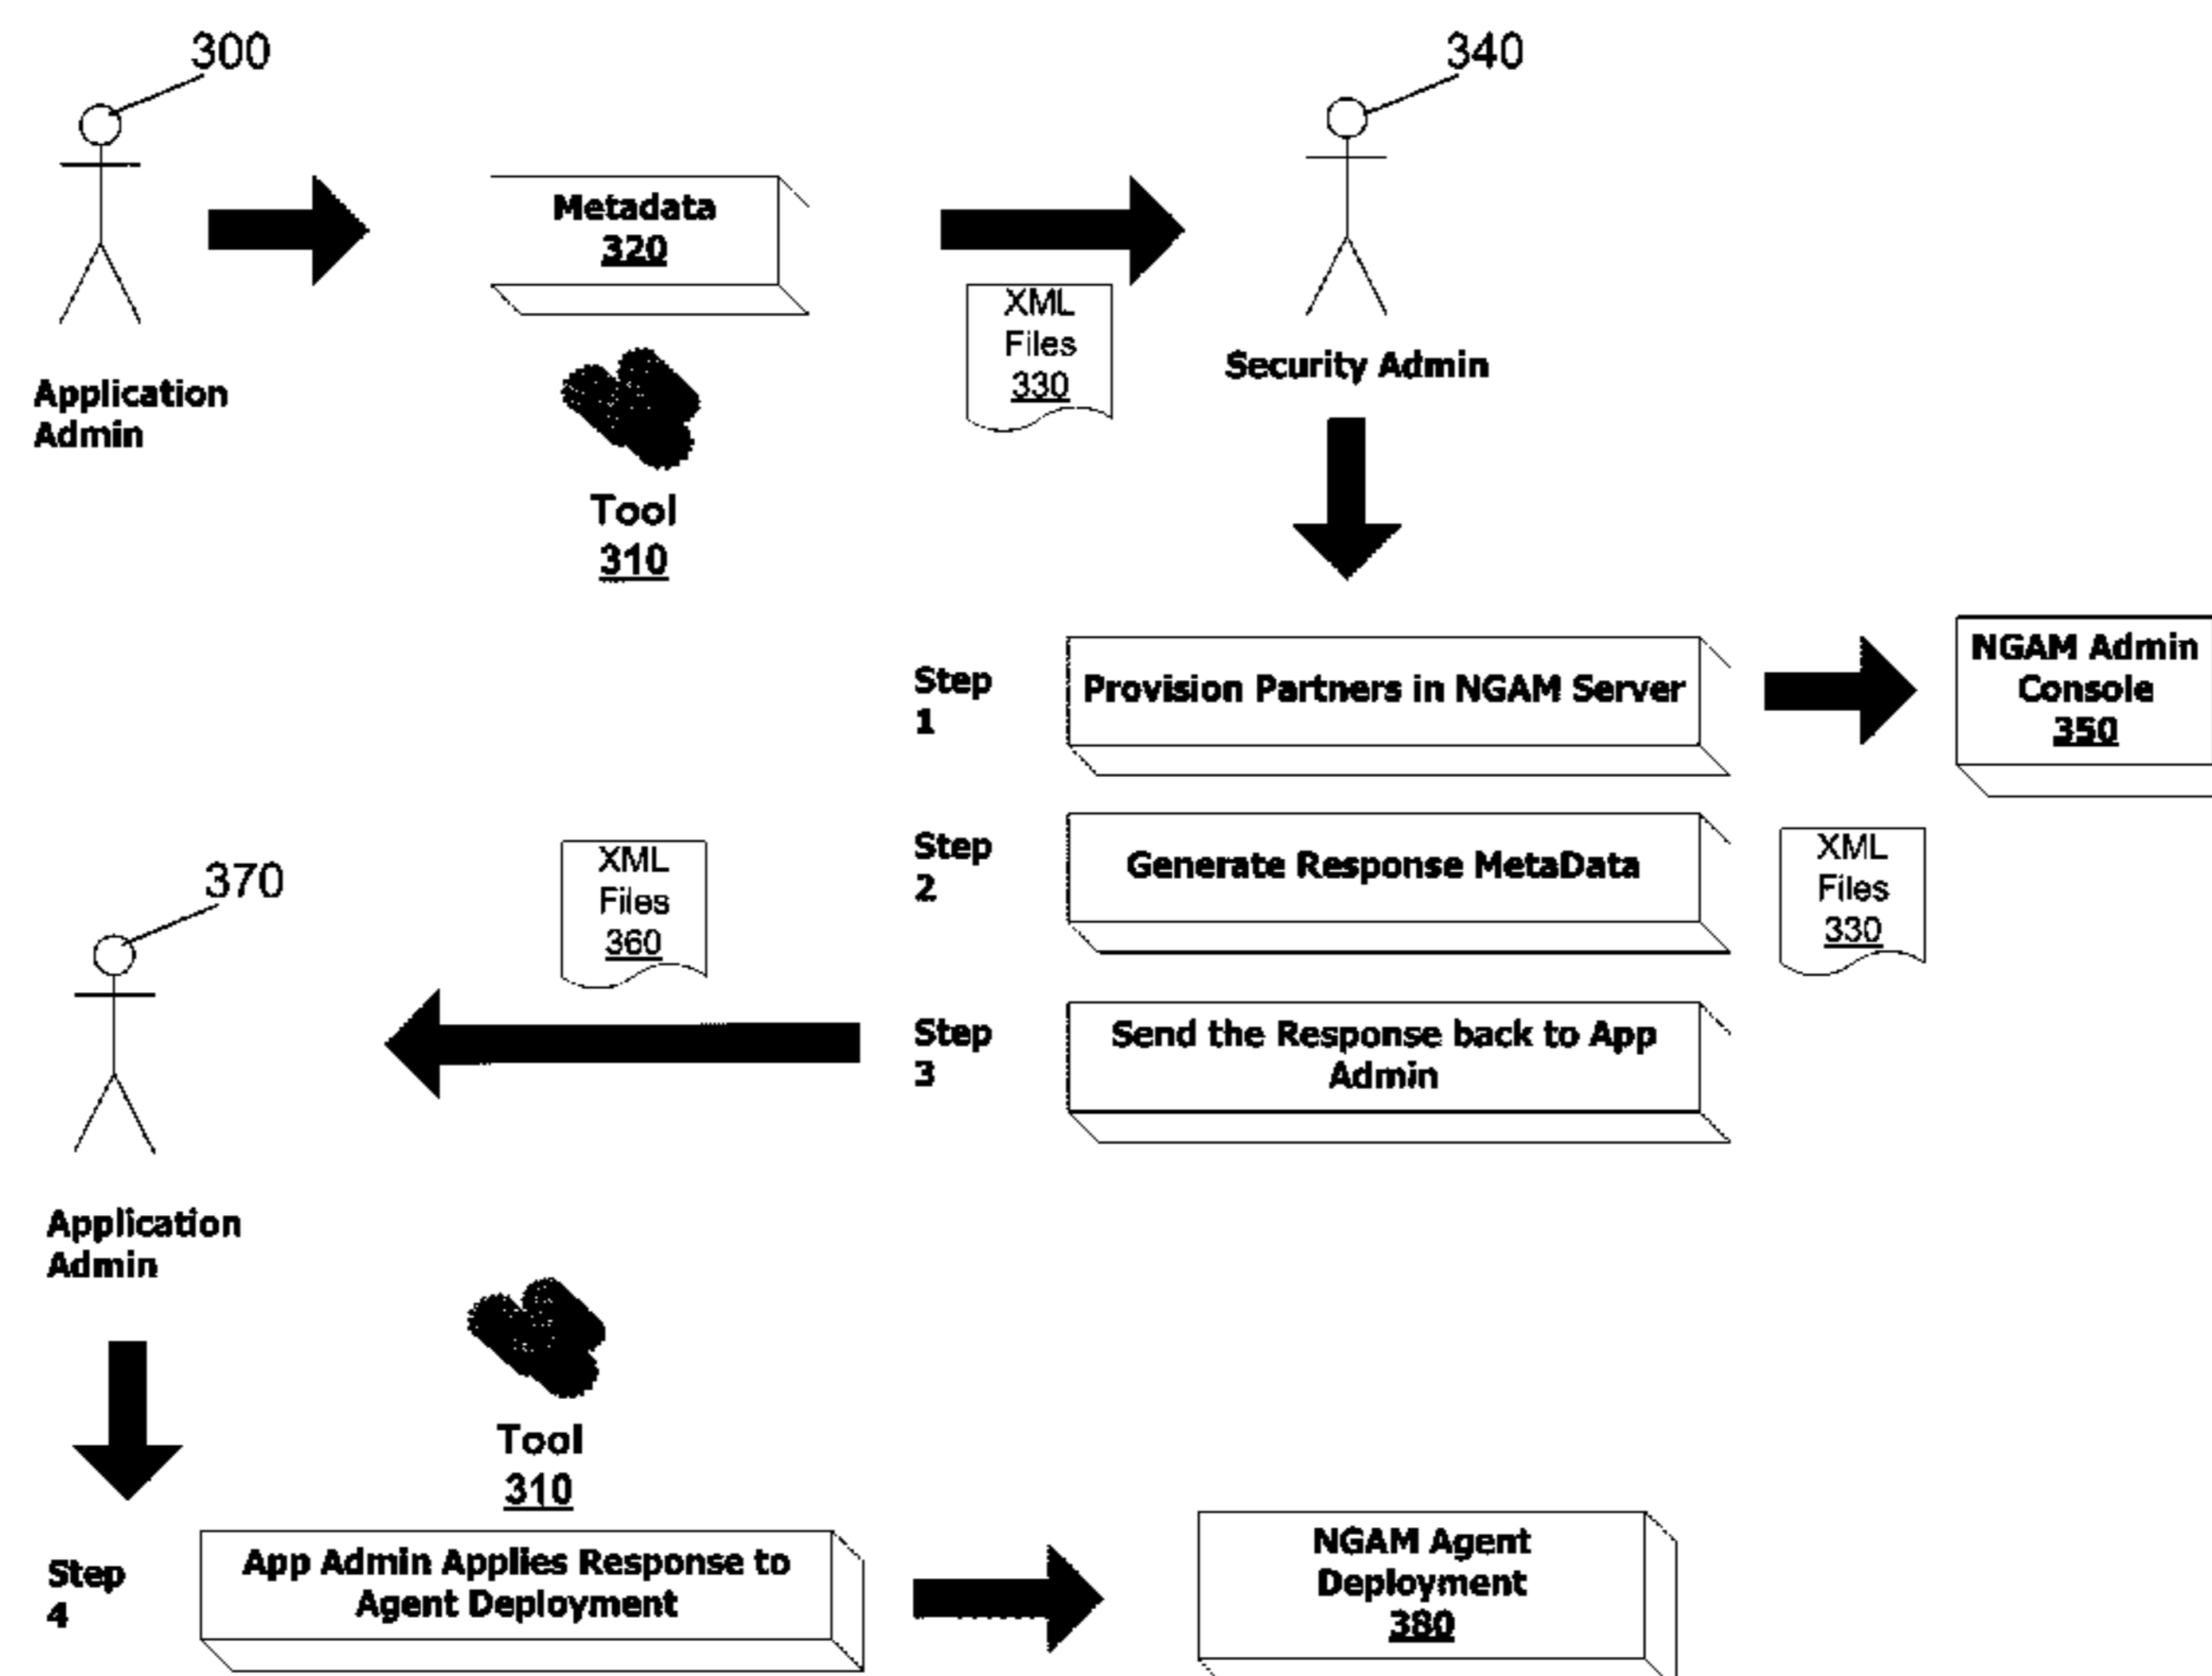 300
340
Metadata
320
XML
Files
330
Application
Admin
Security Admin
Tool
310
Step
1
Provision Partners in NGAM Server
NGAM Admin
Console
350
Step
2
Generate Response MetaData
XML
Files
330
XML
Files
360
370
Step
3
Send the Response back to App
Admin
Application
Admin
Tool
310
Step
4
App Admin Applies Response to
Agent Deployment
NGAM Agent
Deployment
380